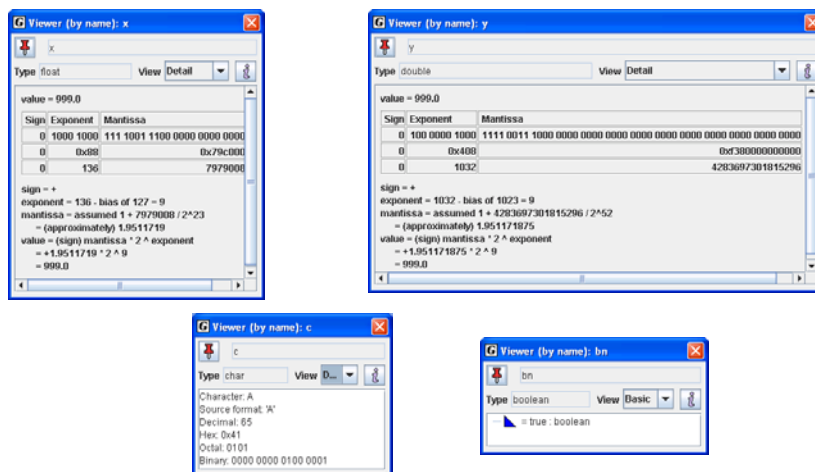 Viewer (by name): x
x
Type float View Detail
value = 999.0
Sign Exponent Mantissa
0 1000 1000 111 1001 1100 0000 0000 0000
0 0x88 0x79c000
0 136 7979008
sign = +
exponent = 136 - bias of 127 = 9
mantissa = assumed 1 + 7979008 / 2^23
= (approximately) 1.9511719
value = (sign) mantissa * 2 ^ exponent
= +1.9511719 * 2 ^ 9
= 999.0
Viewer (by name): y
y
Type double View Detail
value = 999.0
Sign Exponent Mantissa
0 100 0000 1000 1111 0011 1000 0000 0000 0000 0000 0000 0000 0000 0000 0000 0000
0 0x408 0xf380000000000
0 1032 4283697301815296
sign = +
exponent = 1032 - bias of 1023 = 9
mantissa = assumed 1 + 4283697301815296 / 2^52
= (approximately) 1.951171875
value = (sign) mantissa * 2 ^ exponent
= +1.951171875 * 2 ^ 9
= 999.0
Viewer (by name): c
c
Type char View D...
Character: A
Source format: 'A'
Decimal: 65
Hex: 0x41
Octal: 0101
Binary: 0000 0000 0100 0001
Viewer (by name): bn
bn
Type boolean View Basic
= true : boolean